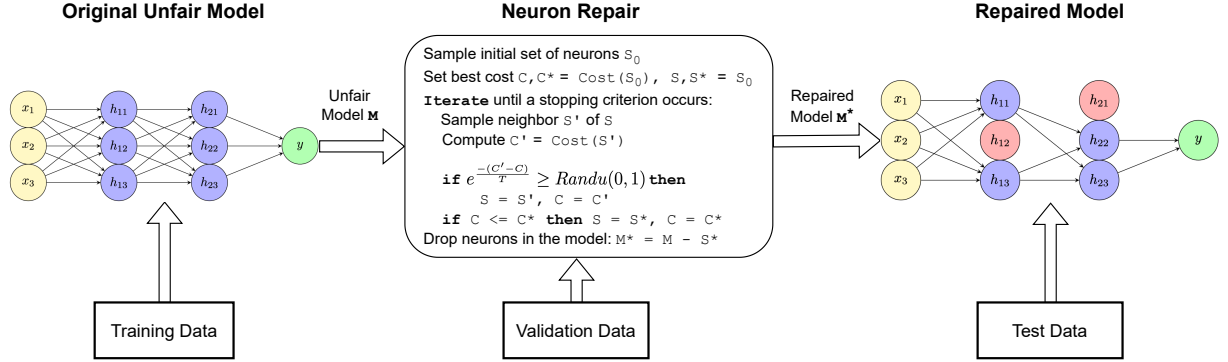 Original Unfair Model
x₁
x₂
x₃
h₁₁
h₁₂
h₁₃
h₂₁
h₂₂
h₂₃
y
Unfair
Model M
Neuron Repair
Sample initial set of neurons S₀
Set best cost C,C* = Cost(S₀), S,S* = S₀
Iterate until a stopping criterion occurs:
Sample neighbor S' of S
Compute C' = Cost(S')
if e^(-(C'-C)/T) ≥ Randu(0,1) then
S = S', C = C'
if C <= C* then S = S*, C = C*
Drop neurons in the model: M* = M - S*
Repaired
Model M*
Repaired Model
x₁
x₂
x₃
h₁₁
h₁₂
h₁₃
h₂₁
h₂₂
h₂₃
y
Training Data
Validation Data
Test Data